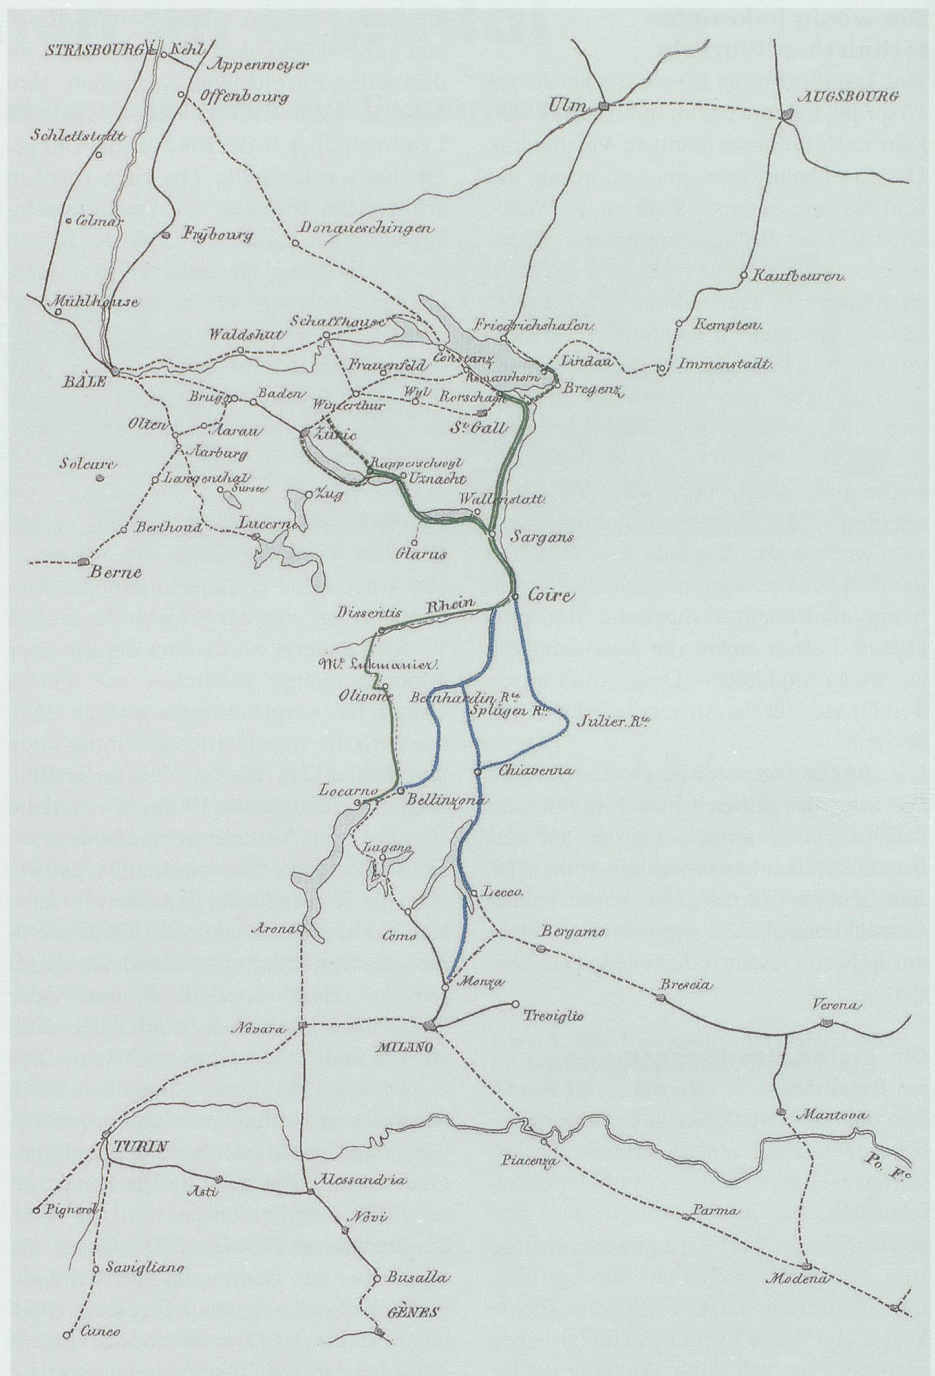 STRASBOURG
Kehl
Appenweyer
Offenbourg
Ulm
AUGSBOURG
Schlettstadt
Colmar
Frÿbourg
Donaueschingen
Kaufbeuren.
Mühlhouse
Schaffhouse
Friedrichshafen.
Kempten.
Waldshut
Constanz
Lindau
Immenstadt.
BÂLE
Frauenfeld
Romanhorn
Bregenz
Brugg
Baden
Winterthur
Wyl
Rorschach
Olten
Aarau
Zuric
St. Gall
Aarburg
Soleure
Rapperschwyl
Langenthal
Uznacht
Sursee
Zug
Wallenstatt.
Berthoud
Lucerne
Sargans
Glarus
Berne
Coire
Dissentis
Rhein
Mt. Lukmanier.
Olivone
Bernhardin Rte
Splügen Rte
Julier. Rte
Chiavenna
Locarno
Bellinzona
Lugano
Lecco.
Arona
Como
Bergamo
Monza
Brescia
Verona
Novara
Treviglio
MILANO
Mantova
TURIN
Piacenza
Po. Fe
Asti
Alessandria
Pignerol
Novi
Parma
Savigliano
Busalla
Modena
GÈNES
Cuneo